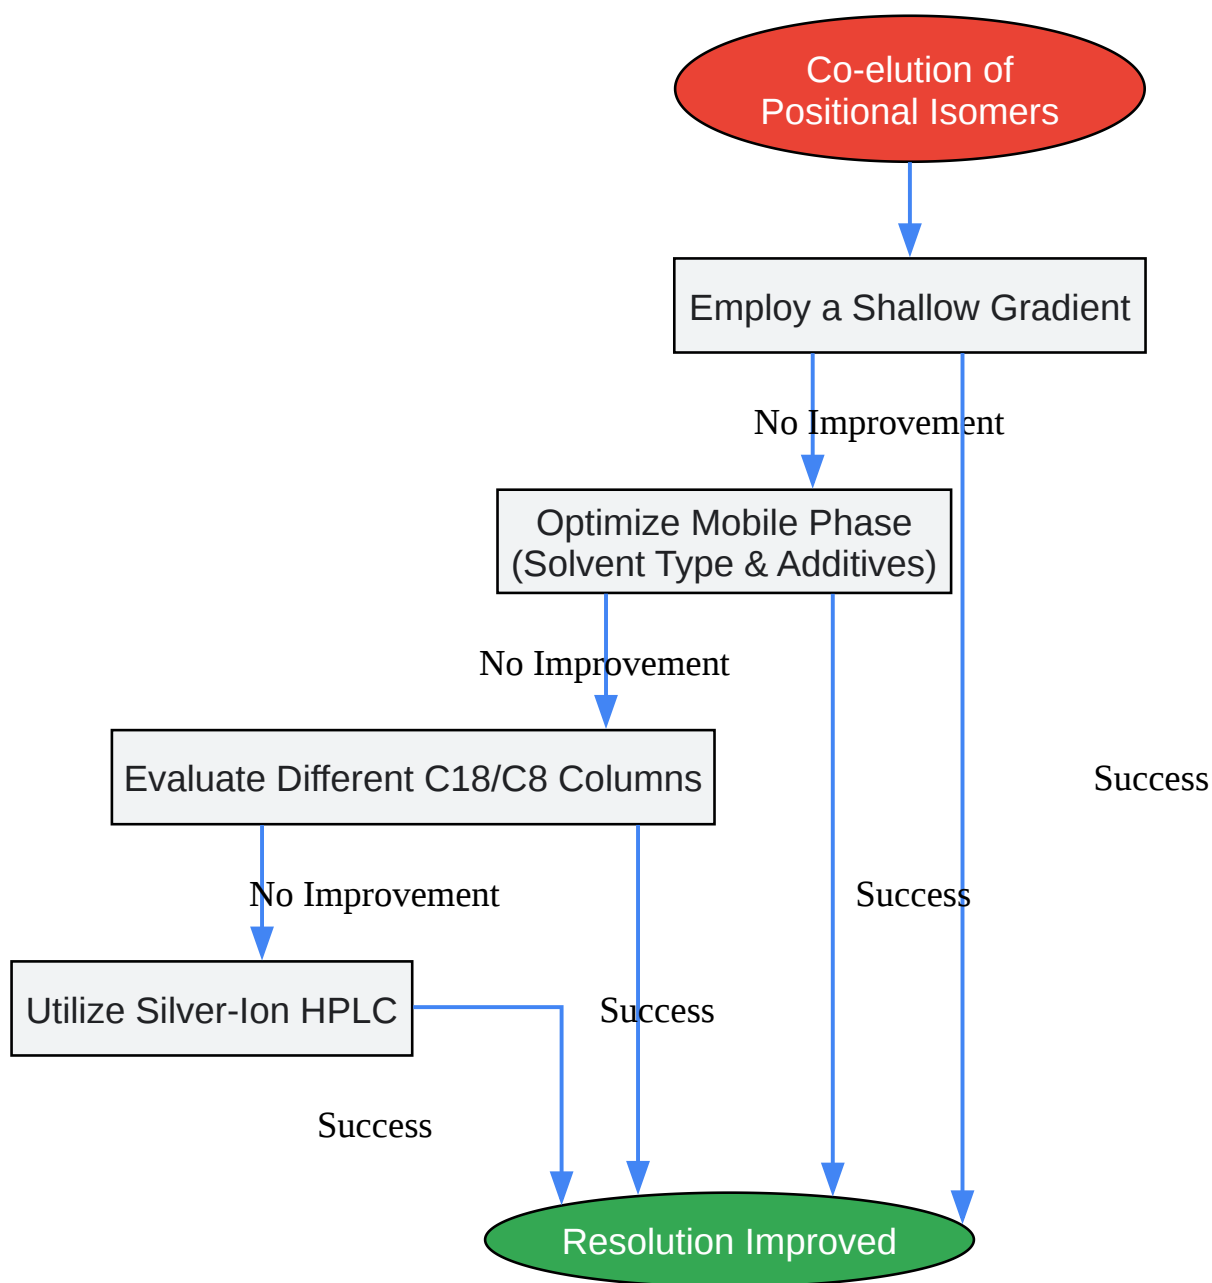 Co-elution of
Positional Isomers
Employ a Shallow Gradient
No Improvement
Optimize Mobile Phase
(Solvent Type & Additives)
No Improvement
Evaluate Different C18/C8 Columns
Success
No Improvement
Success
Utilize Silver-Ion HPLC
Success
Success
Resolution Improved